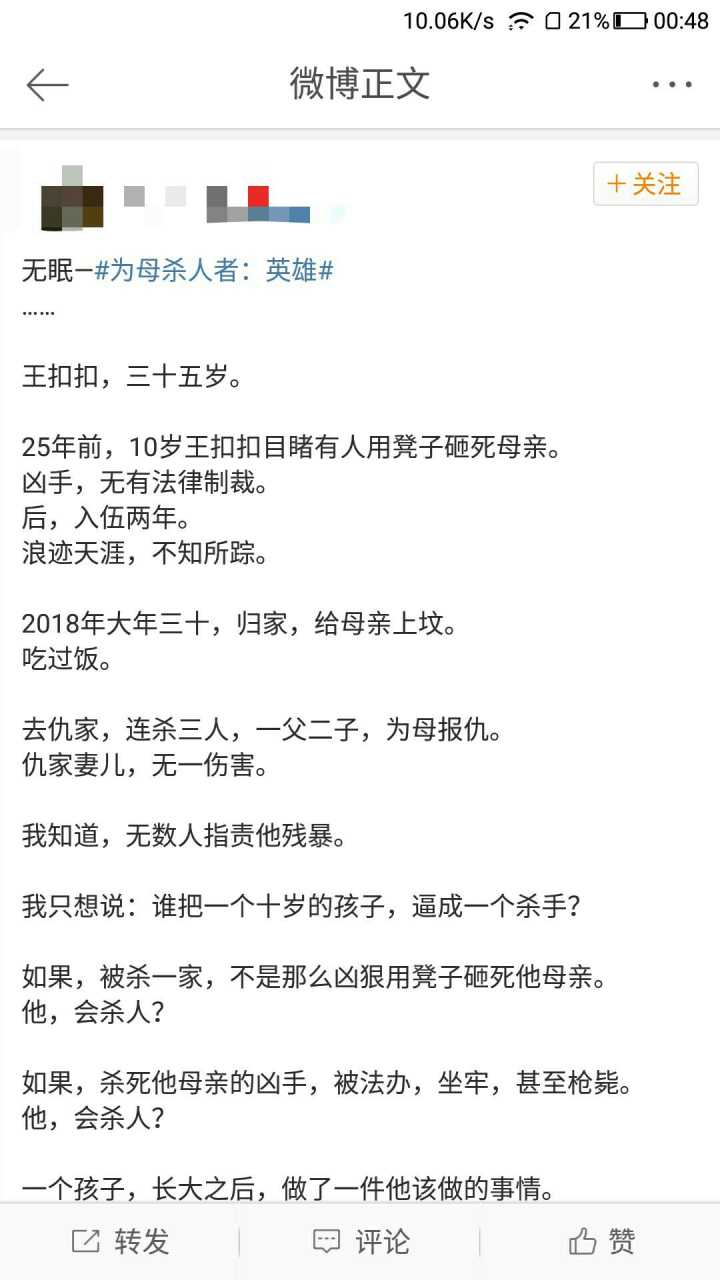 10.06K/s 21% 00:48
微博正文
+关注
无眠—#为母杀人者：英雄#
……
王扣扣，三十五岁。
25年前，10岁王扣扣目睹有人用凳子砸死母亲。
凶手，无有法律制裁。
后，入伍两年。
浪迹天涯，不知所踪。
2018年大年三十，归家，给母亲上坟。
吃过饭。
去仇家，连杀三人，一父二子，为母报仇。
仇家妻儿，无一伤害。
我知道，无数人指责他残暴。
我只想说：谁把一个十岁的孩子，逼成一个杀手？
如果，被杀一家，不是那么凶狠用凳子砸死他母亲。
他，会杀人？
如果，杀死他母亲的凶手，被法办，坐牢，甚至枪毙。
他，会杀人？
一个孩子，长大之后，做了一件他该做的事情。
转发 评论 赞